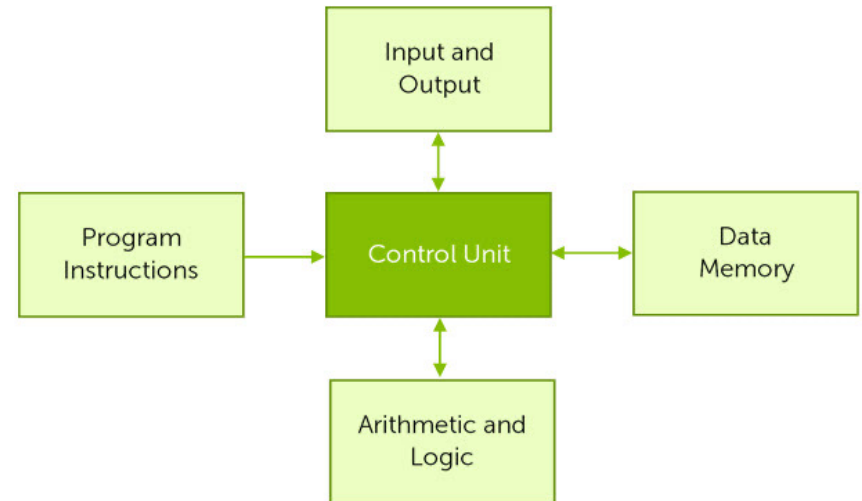 Input and
Output
Program
Instructions
Control Unit
Data
Memory
Arithmetic and
Logic